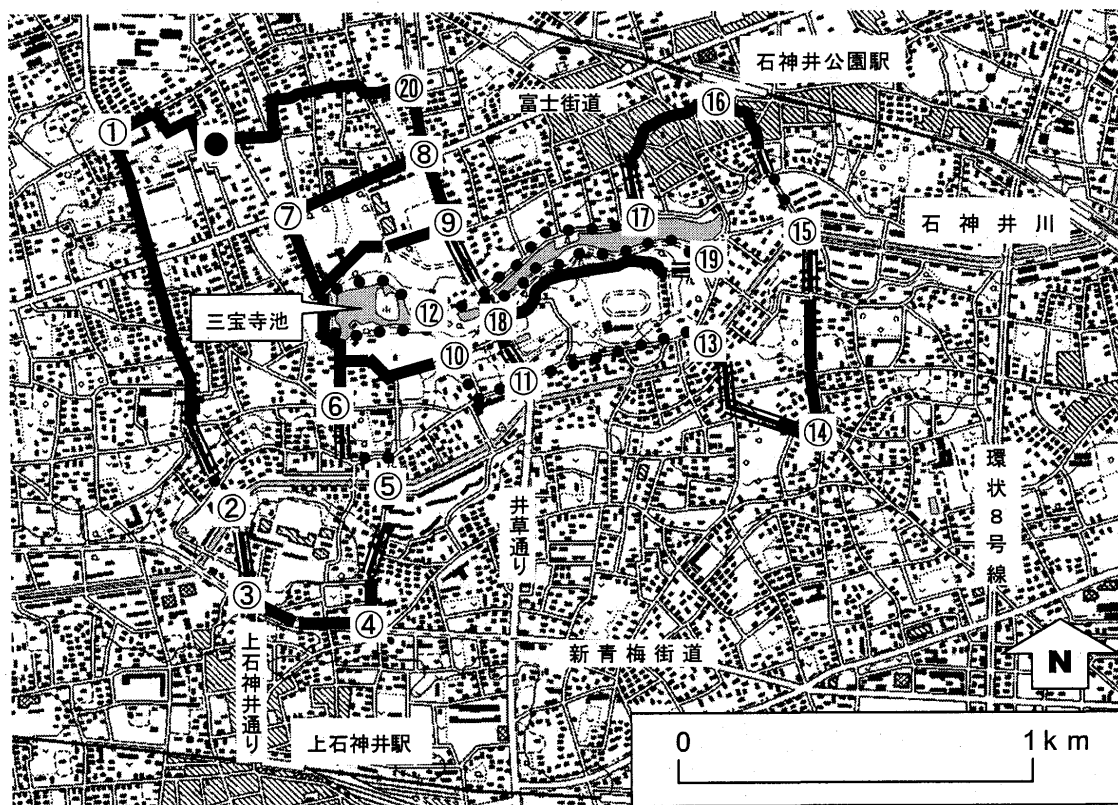 石神井公園駅
富士街道
⑳
⑯
①
⑧
⑦
⑨
⑰
⑮
石神井川
⑲
三宝寺池
⑫
⑱
⑬
⑩
⑪
⑥
⑭
⑤
②
井草通り
環状8号線
③
④
新青梅街道
上石神井通り
上石神井駅
N
0 1km